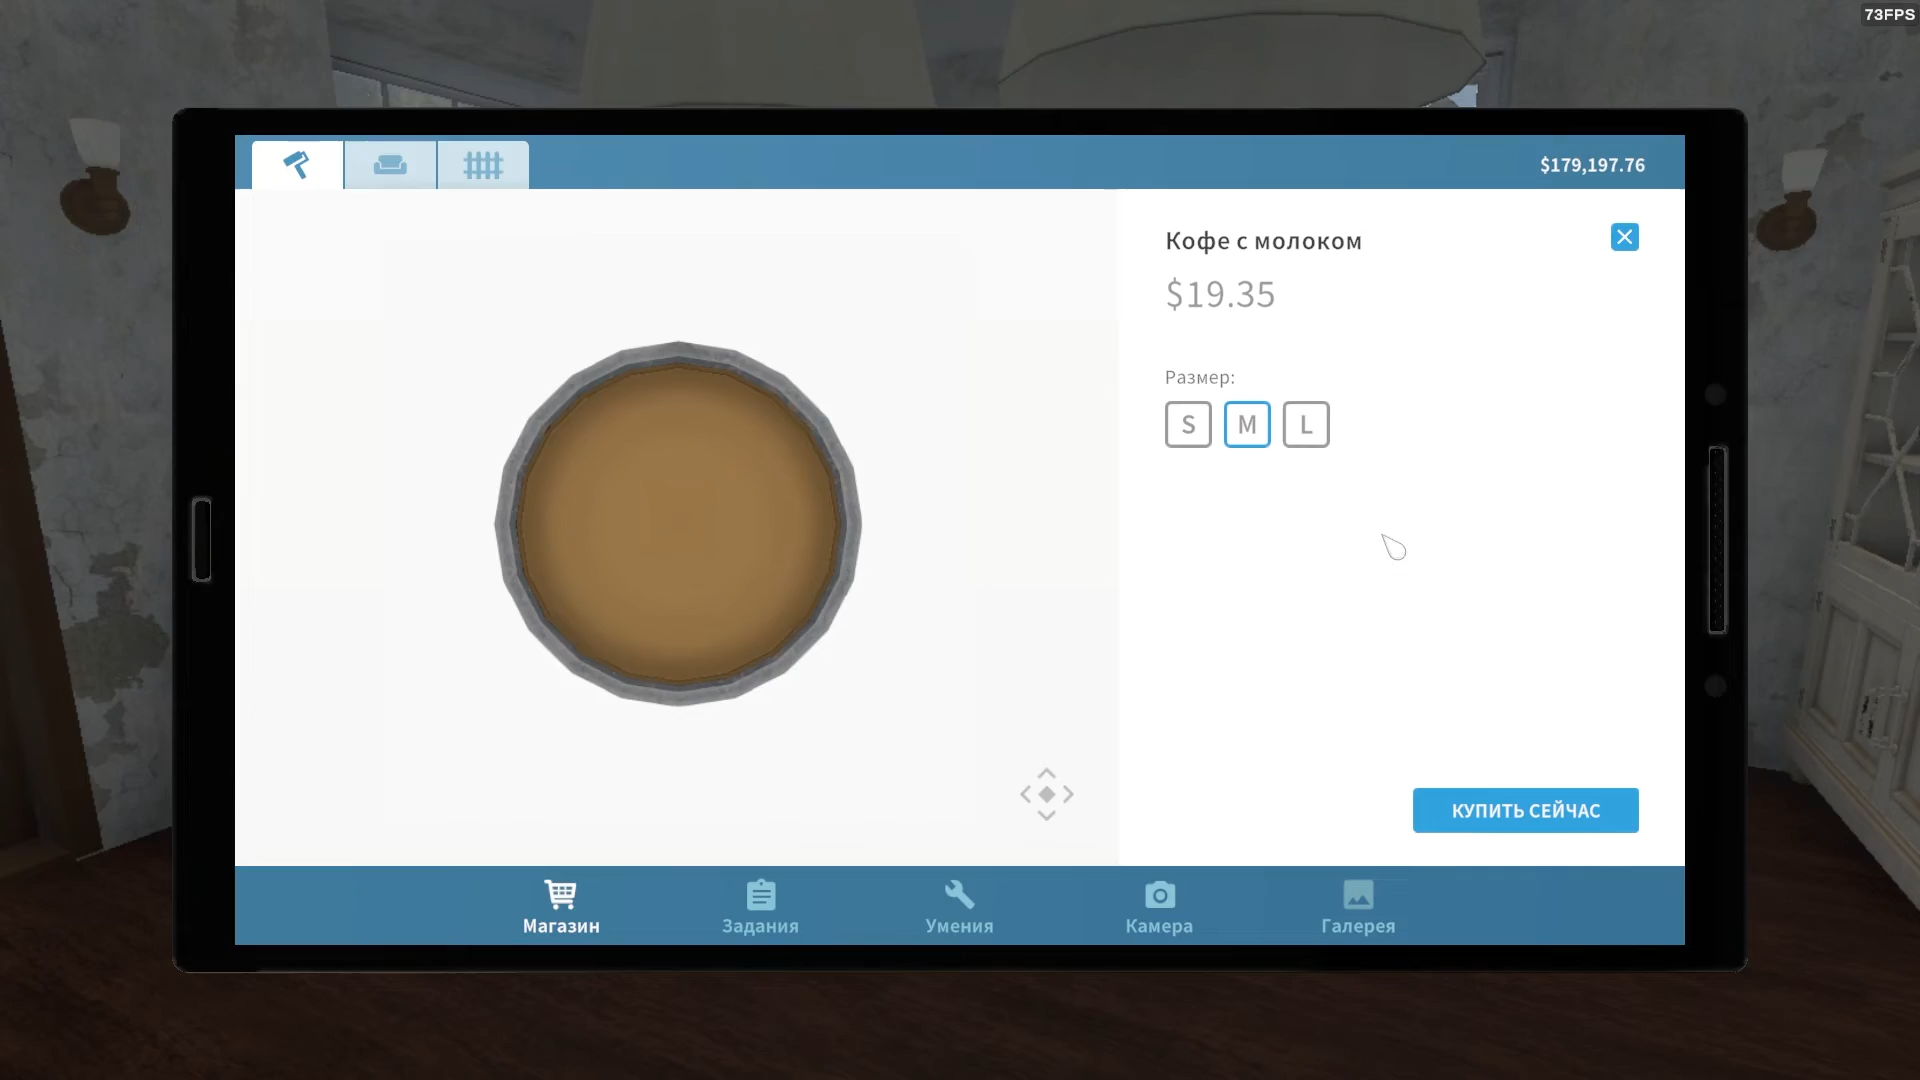 73FPS
$179,197.76
Кофе с молоком
$19.35
Размер:
S M L
КУПИТЬ СЕЙЧАС
Магазин Задания Умения Камера Галерея